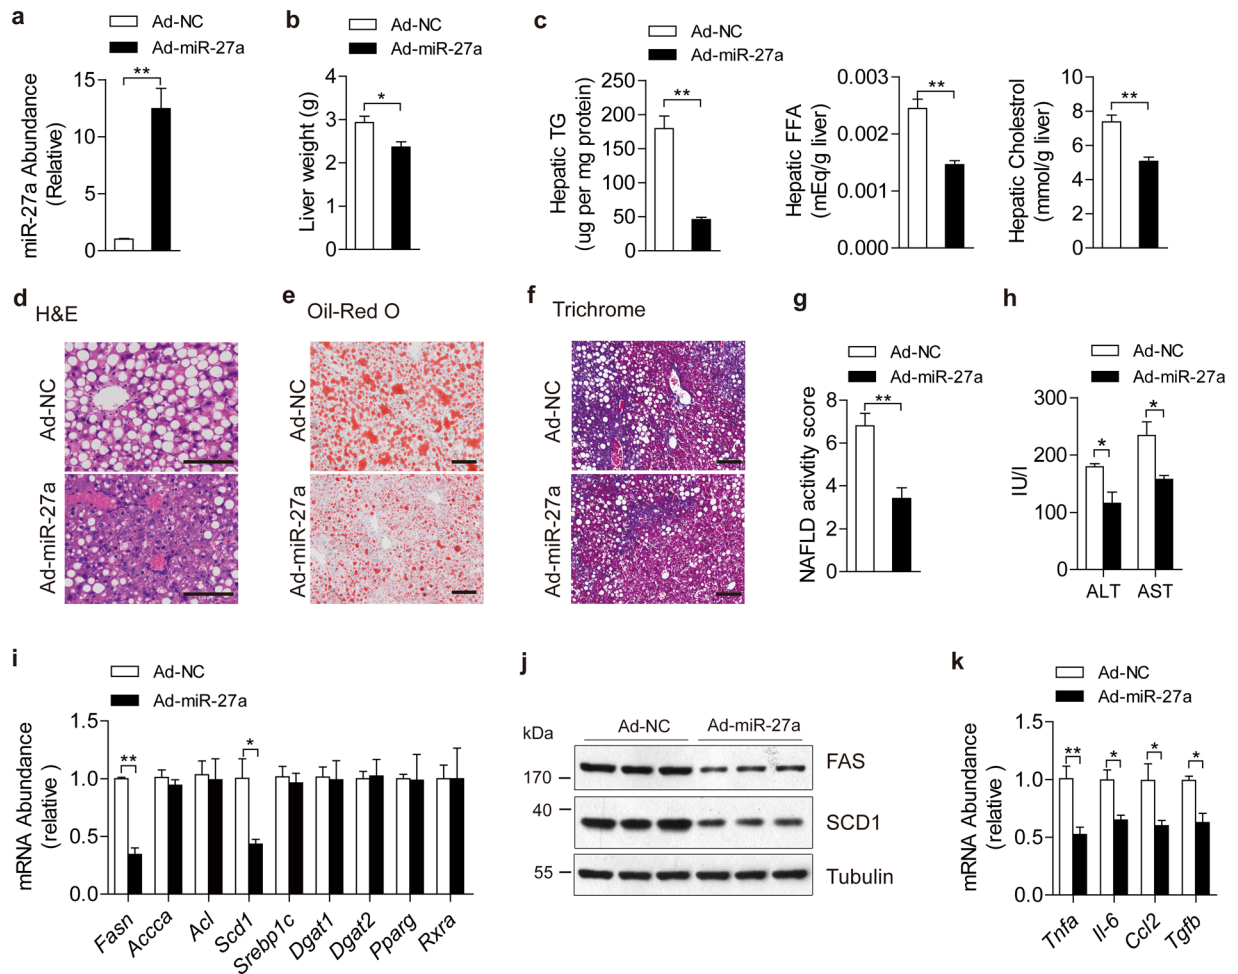 a
Ad-NC
Ad-miR-27a
miR-27a Abundance
(Relative)
15
10
5
0
**
b
Ad-NC
Ad-miR-27a
Liver weight (g)
4
3
2
1
0
*
c
Ad-NC
Ad-miR-27a
Hepatic TG
(ug per mg protein)
250
200
150
100
50
0
**
Hepatic FFA
(mEq/g liver)
0.003
0.002
0.001
0.000
**
Hepatic Cholestrol
(mmol/g liver)
10
8
6
4
2
0
**
d
H&E
Ad-NC
Ad-miR-27a
e
Oil-Red O
Ad-NC
Ad-miR-27a
f
Trichrome
Ad-NC
Ad-miR-27a
g
Ad-NC
Ad-miR-27a
NAFLD activtity score
8
6
4
2
0
**
h
Ad-NC
Ad-miR-27a
IU/l
300
200
100
0
*
*
ALT
AST
i
Ad-NC
Ad-miR-27a
mRNA Abundance
(relative)
1.5
1.0
0.5
0.0
**
*
Fasn
Accca
Acl
Scd1
Srebp1c
Dgat1
Dgat2
Pparg
Rxra
j
kDa
Ad-NC
Ad-miR-27a
170
FAS
40
SCD1
55
Tubulin
k
Ad-NC
Ad-miR-27a
mRNA Abundance
(relative )
1.5
1.0
0.5
0.0
**
*
*
*
Tnfa
Il-6
Ccl2
Tgfb